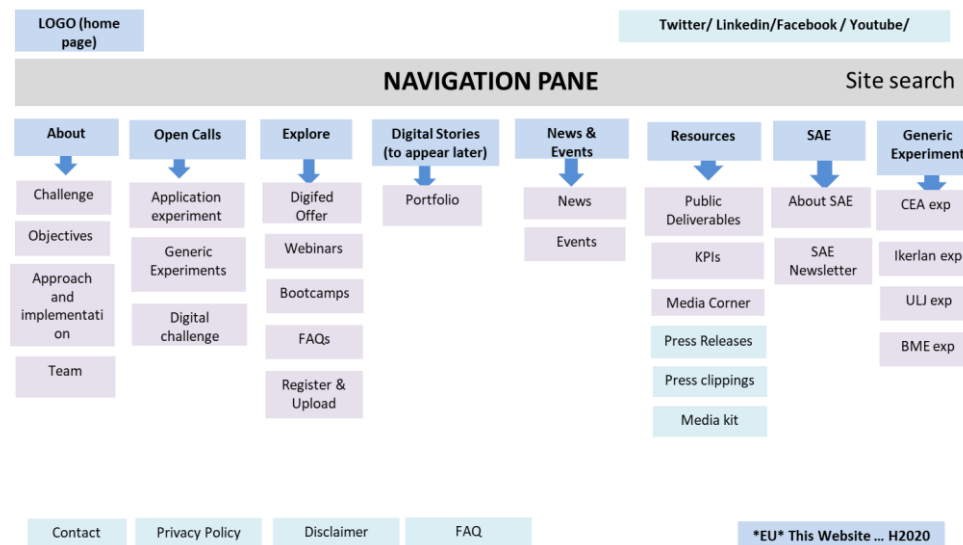 LOGO (home
page)
Twitter/ Linkedin/Facebook / Youtube/
NAVIGATION PANE
Site search
About
Challenge
Objectives
Approach
and
implementati
on
Team
Open Calls
Application
experiment
Generic
Experiments
Digital
challenge
Explore
Digifed
Offer
Webinars
Bootcamps
FAQs
Register &
Upload
Digital Stories
(to appear later)
Portfolio
News &
Events
News
Events
Resources
Public
Deliverables
KPIs
Media Corner
Press Releases
Press clippings
Media kit
SAE
About SAE
SAE
Newsletter
Generic
Experiment
CEA exp
Ikerlan exp
ULJ exp
BME exp
Contact
Privacy Policy
Disclaimer
FAQ
*EU* This Website ... H2020